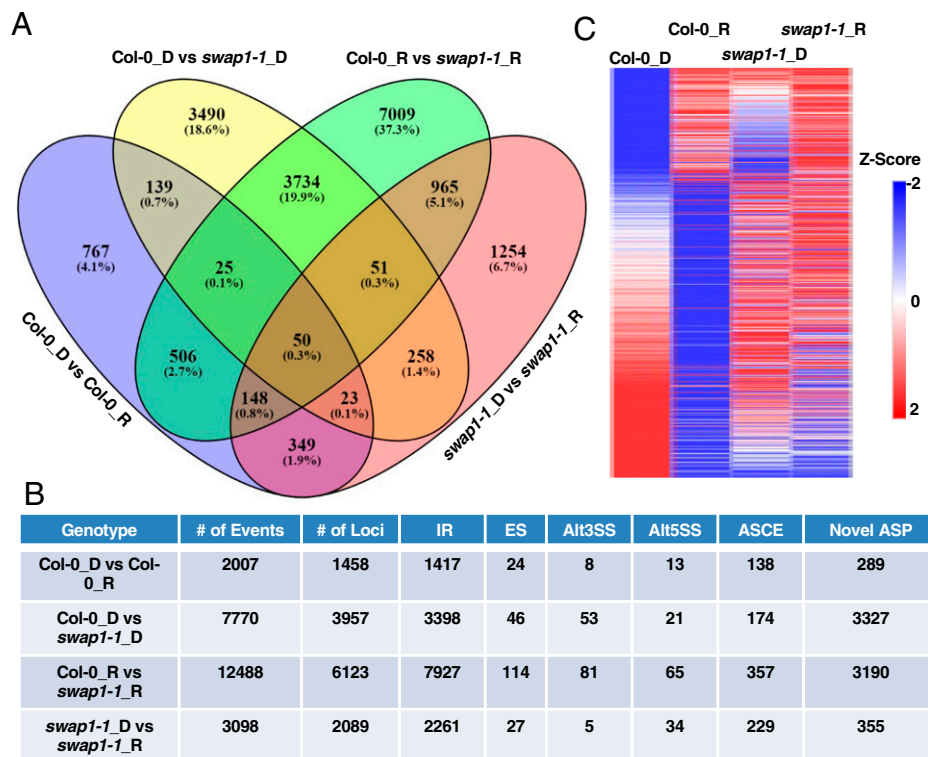 A
Col-0_D vs swap1-1_D
Col-0_R vs swap1-1_R
3490
(18.6%)
7009
(37.3%)
139
(0.7%)
3734
(19.9%)
965
(5.1%)
767
(4.1%)
25
(0.1%)
51
(0.3%)
1254
(6.7%)
506
(2.7%)
50
(0.3%)
258
(1.4%)
148
(0.8%)
23
(0.1%)
349
(1.9%)
Col-0_D vs Col-0_R
swap1-1_D vs swap1-1_R
C
Col-0_R
swap1-1_R
Col-0_D
swap1-1_D
Z-Score
-2
0
2
B
Genotype # of Events # of Loci IR ES Alt3SS Alt5SS ASCE Novel ASP
Col-0_D vs Col- 2007 1458 1417 24 8 13 138 289
0_R
Col-0_D vs 7770 3957 3398 46 53 21 174 3327
swap1-1_D
Col-0_R vs 12488 6123 7927 114 81 65 357 3190
swap1-1_R
swap1-1_D vs 3098 2089 2261 27 5 34 229 355
swap1-1_R